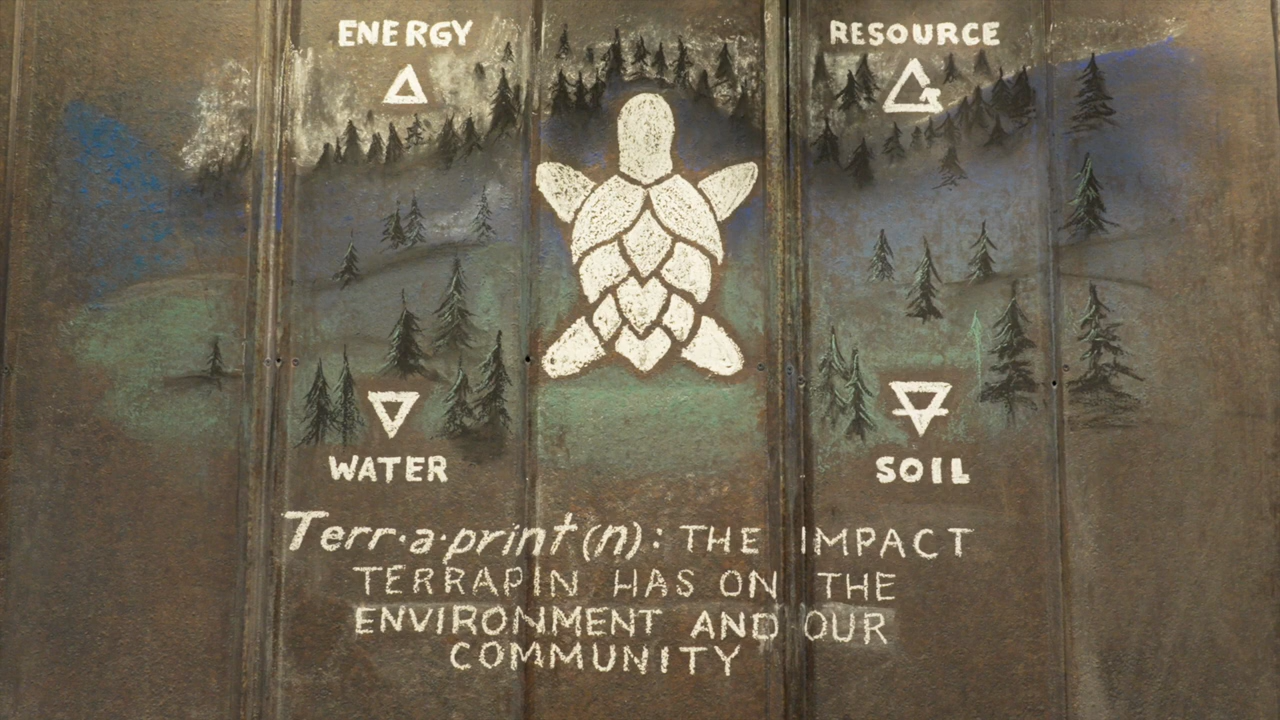 ENERGY
RESOURCE
WATER
SOIL
Terr·a·print(n): THE IMPACT
TERRAPIN HAS ON THE
ENVIRONMENT AND OUR
COMMUNITY